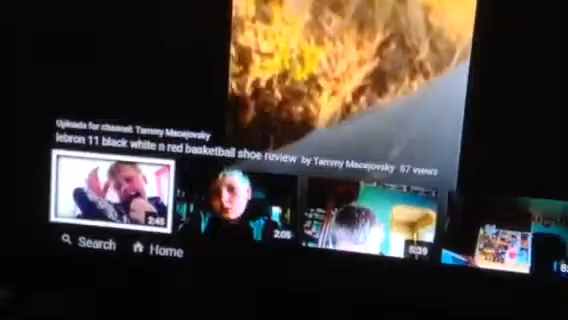 Uploads for channel: Tammy Macejovsky
lebron 11 black white n red basketball shoe review by Tammy Macejovsky 57 views
2:45
2:05
5:39
8:
Search Home